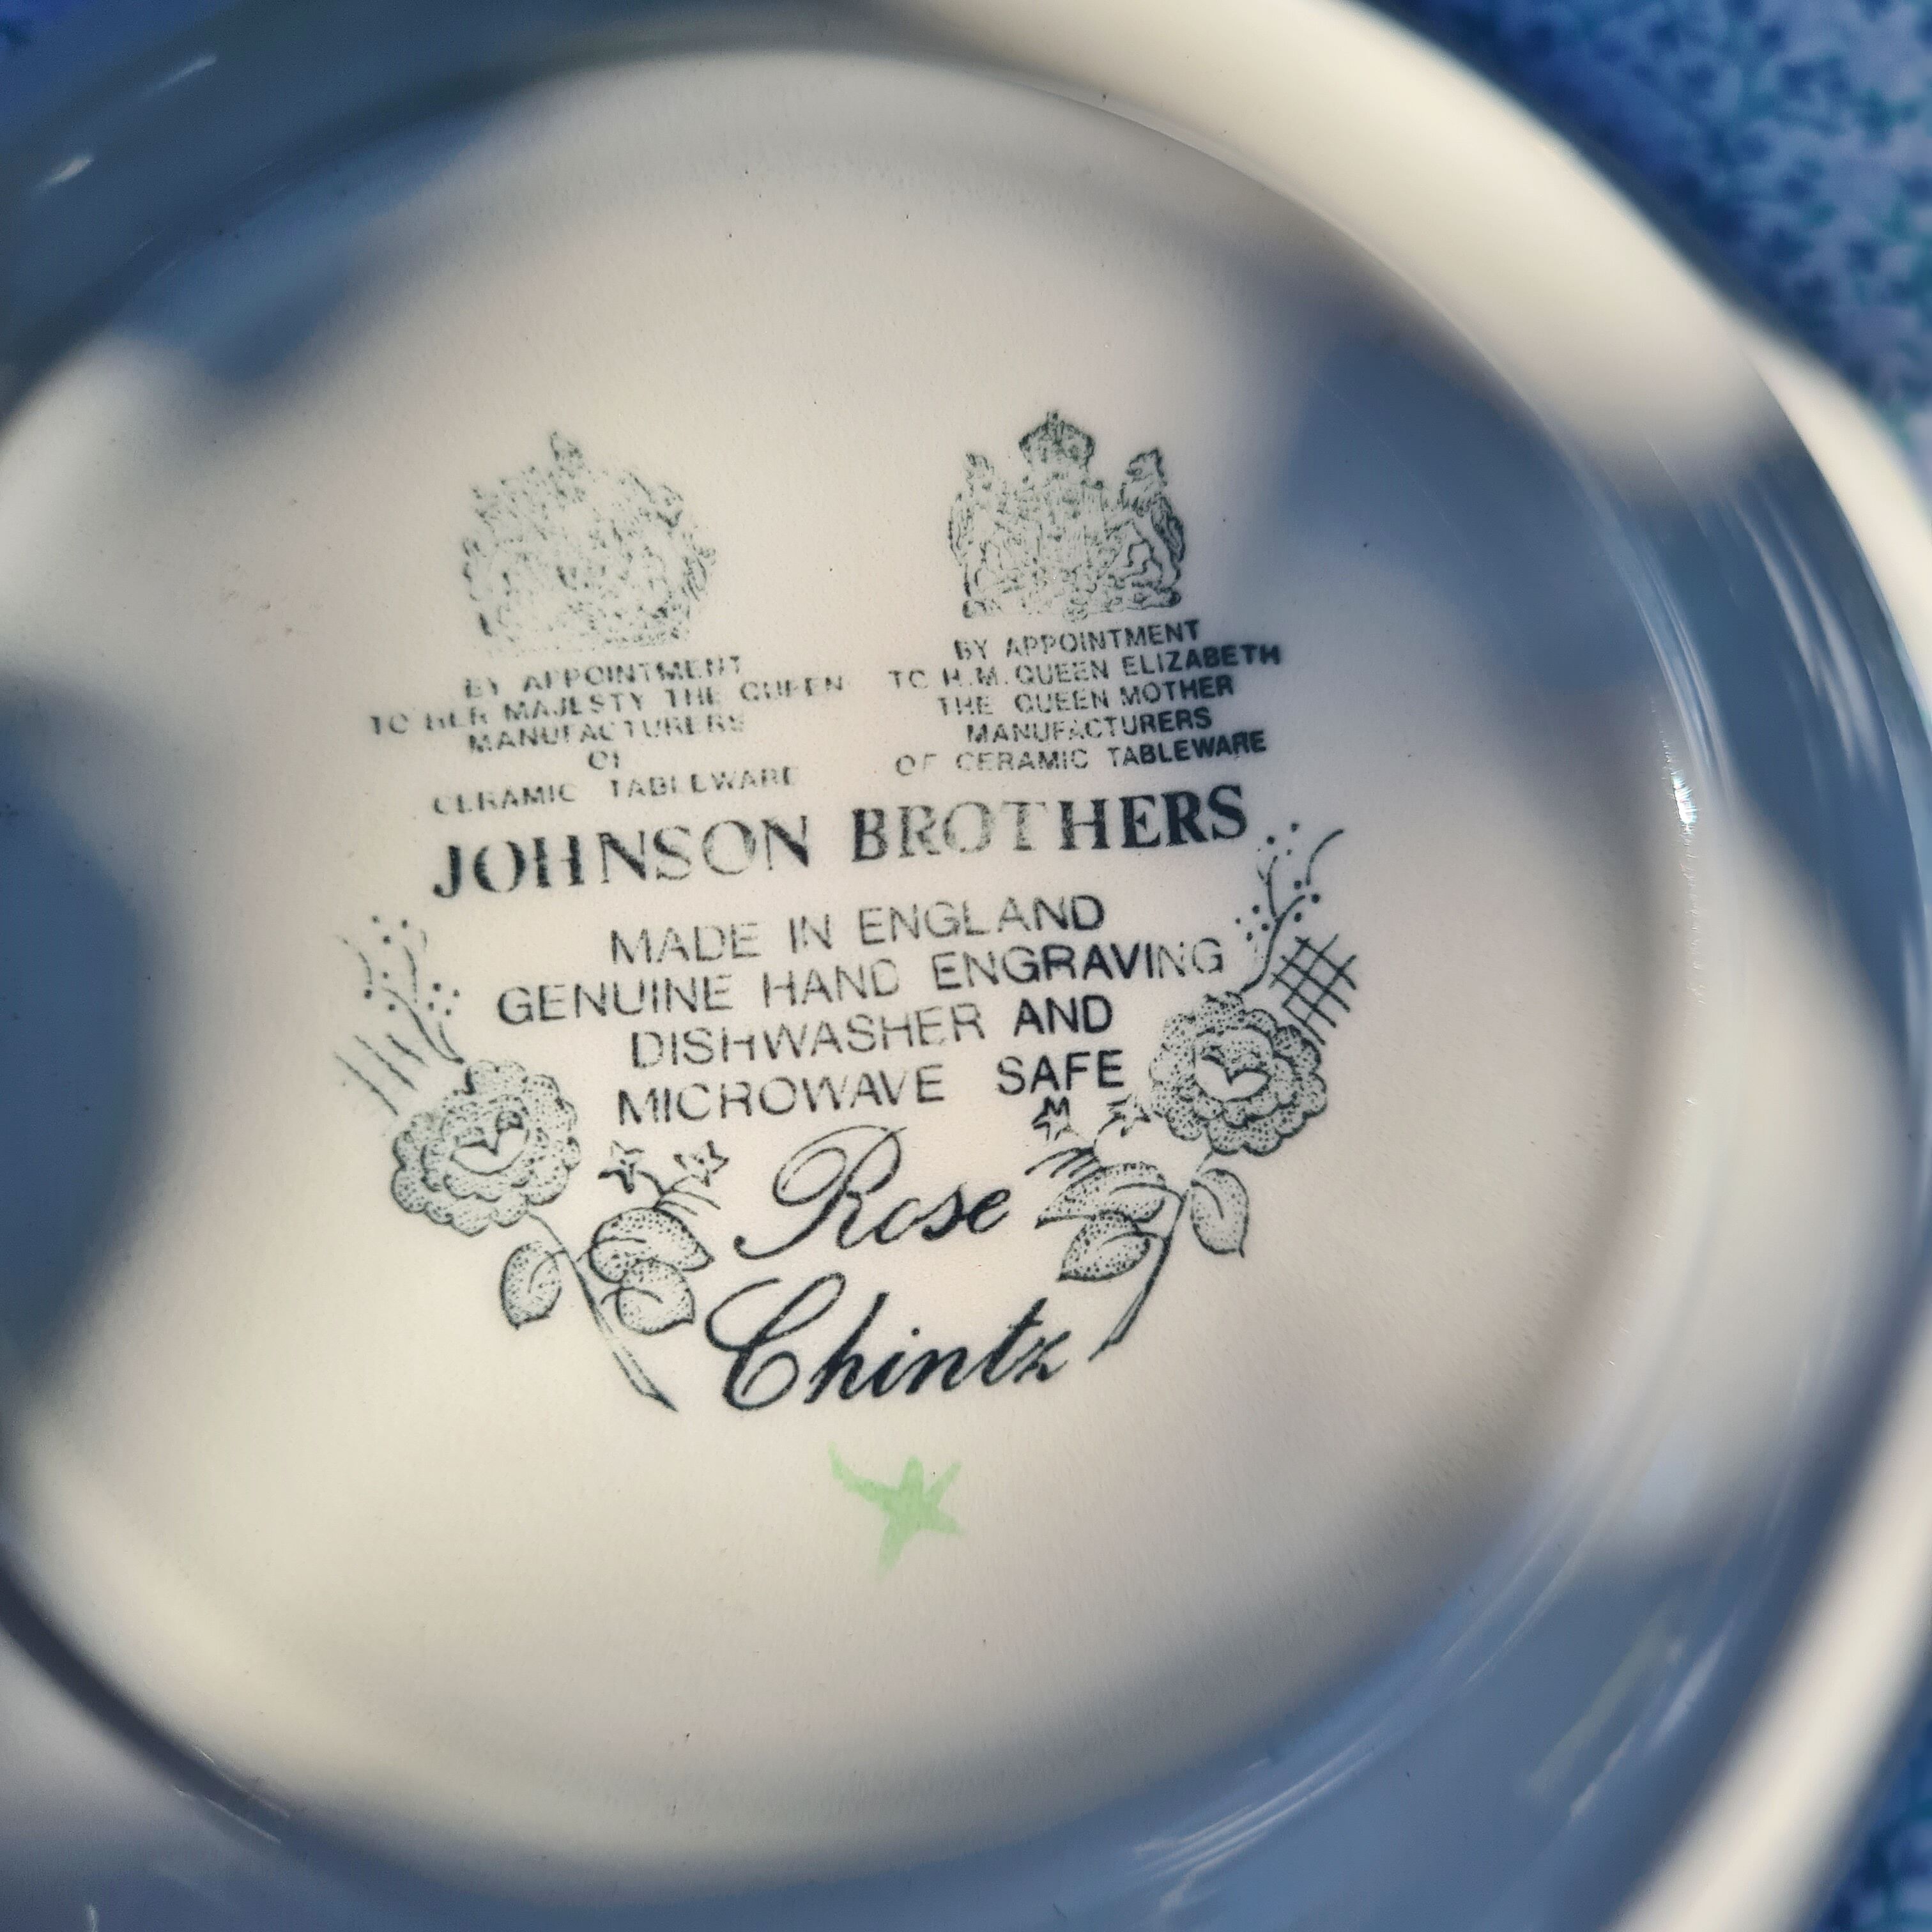 BY APPOINTMENT
TO HER MAJESTY THE QUEEN
MANUFACTURERS
OF
CERAMIC TABLEWARE
BY APPOINTMENT
TO H.M. QUEEN ELIZABETH
THE QUEEN MOTHER
MANUFACTURERS
OF CERAMIC TABLEWARE
JOHNSON BROTHERS
MADE IN ENGLAND
GENUINE HAND ENGRAVING
DISHWASHER AND
MICROWAVE SAFE
Rose
Chintz